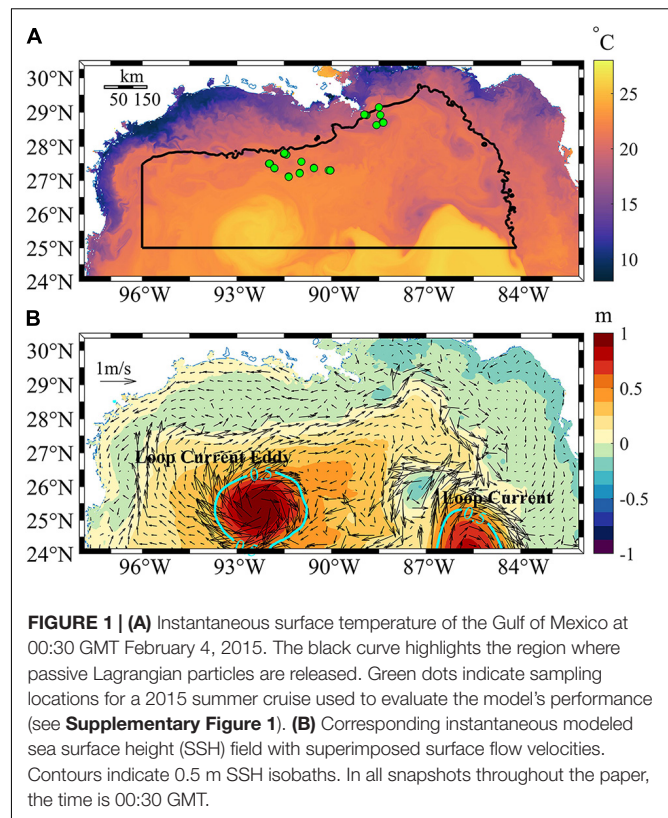 A
°C
30°N
km
50 150
29°N
28°N
27°N
26°N
25°N
24°N
25
20
15
10
96°W 93°W 90°W 87°W 84°W
B
m
30°N
1m/s
29°N
28°N
27°N
26°N
25°N
24°N
Loop Current Eddy
0.5
Loop Current
0.5
1
0.5
0
-0.5
-1
96°W 93°W 90°W 87°W 84°W
FIGURE 1 | (A) Instantaneous surface temperature of the Gulf of Mexico at
00:30 GMT February 4, 2015. The black curve highlights the region where
passive Lagrangian particles are released. Green dots indicate sampling
locations for a 2015 summer cruise used to evaluate the model's performance
(see Supplementary Figure 1). (B) Corresponding instantaneous modeled
sea surface height (SSH) field with superimposed surface flow velocities.
Contours indicate 0.5 m SSH isobaths. In all snapshots throughout the paper,
the time is 00:30 GMT.